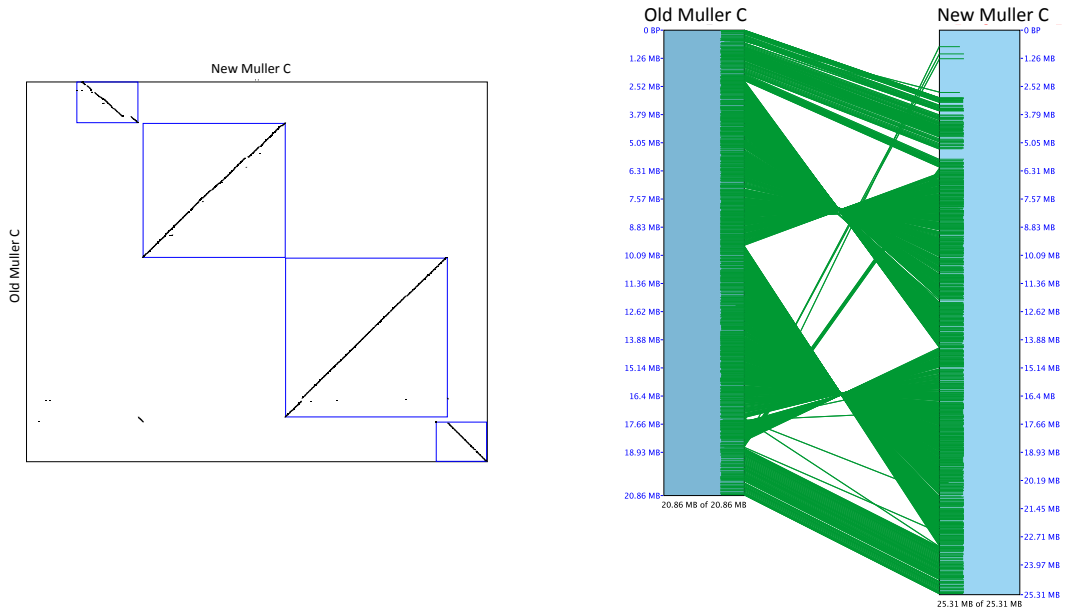 New Muller C
Old Muller C
Old Muller C
New Muller C
0 BP
1.26 MB
2.52 MB
3.79 MB
5.05 MB
6.31 MB
7.57 MB
8.83 MB
10.09 MB
11.36 MB
12.62 MB
13.88 MB
15.14 MB
16.4 MB
17.66 MB
18.93 MB
20.86 MB
20.86 MB of 20.86 MB
0 BP
1.26 MB
2.52 MB
3.79 MB
5.05 MB
6.31 MB
7.57 MB
8.83 MB
10.09 MB
11.36 MB
12.62 MB
13.88 MB
15.14 MB
16.4 MB
17.66 MB
18.93 MB
20.19 MB
21.45 MB
22.71 MB
23.97 MB
25.31 MB
25.31 MB of 25.31 MB